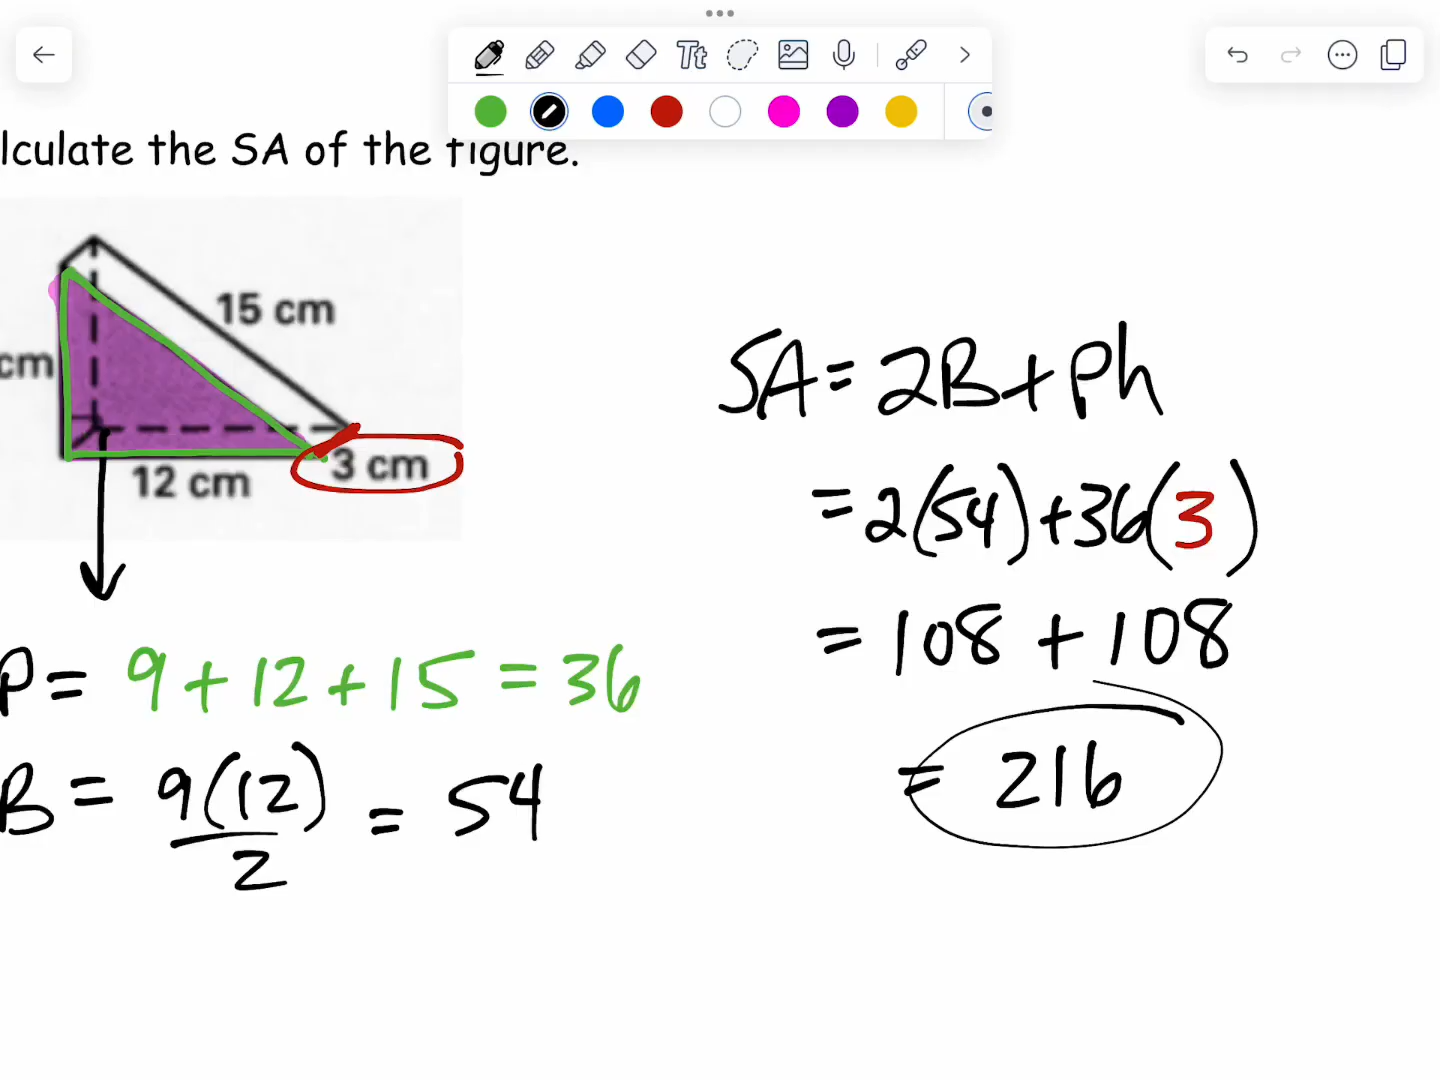 lculate the SA of the figure.
15 cm
cm
3 cm
12 cm
SA = 2B + Ph
= 2(54) + 36(3)
= 108 + 108
= 216
P = 9 + 12 + 15 = 36
B = 9(12)/2 = 54
Tt